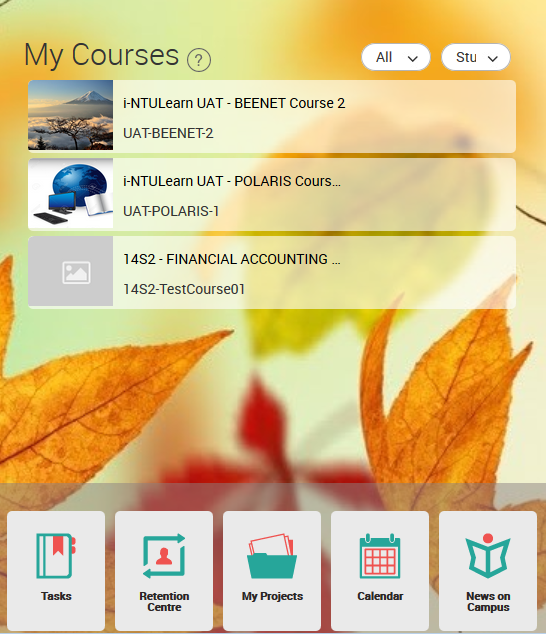 My Courses ?
All
Stu
i-NTULearn UAT - BEENET Course 2
UAT-BEENET-2
i-NTULearn UAT - POLARIS Cours...
UAT-POLARIS-1
14S2 - FINANCIAL ACCOUNTING ...
14S2-TestCourse01
Tasks
Retention
Centre
My Projects
Calendar
News on
Campus